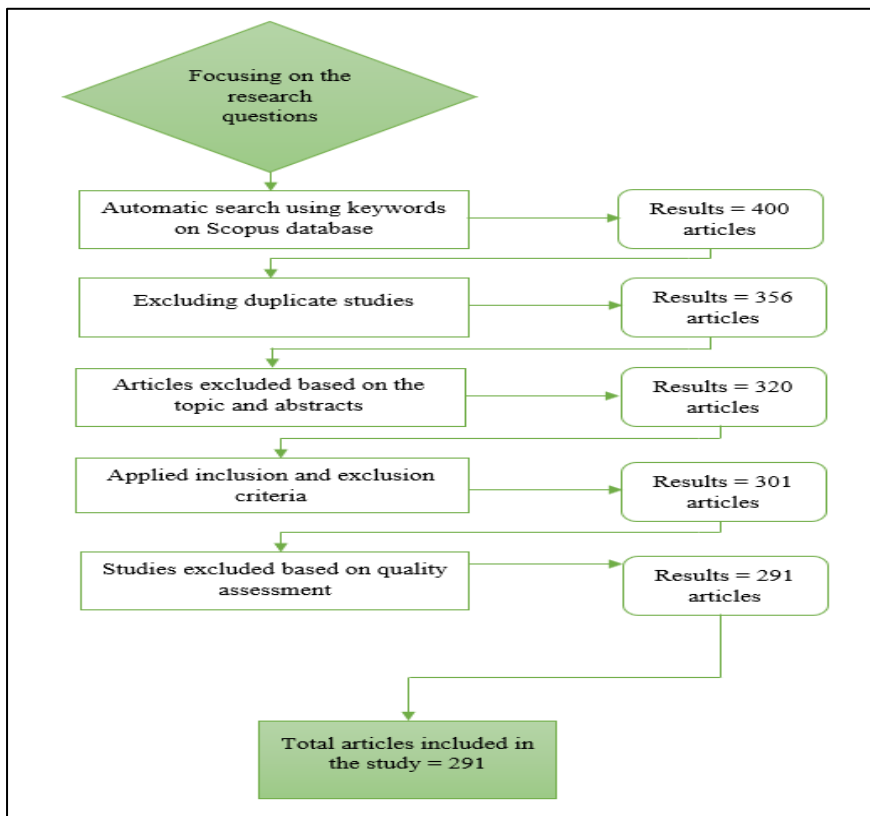 Focusing on the
research
questions
Automatic search using keywords
on Scopus database
Results = 400
articles
Excluding duplicate studies
Results = 356
articles
Articles excluded based on the
topic and abstracts
Results = 320
articles
Applied inclusion and exclusion
criteria
Results = 301
articles
Studies excluded based on quality
assessment
Results = 291
articles
Total articles included in
the study = 291